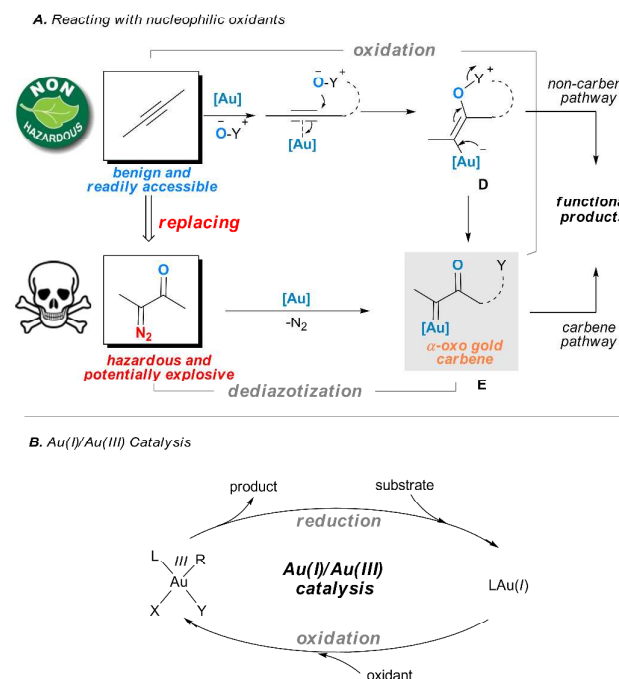 A. Reacting with nucleophilic oxidants
oxidation
NON
HAZARDOUS
[Au]
O-Y
−
+
benign and
readily accessible
−
O-Y
+
[Au]
O
Y
+
−
[Au]
D
non-carben
pathway
replacing
functiona
products
O
N2
hazardous and
potentially explosive
[Au]
-N2
O
Y
[Au]
α-oxo gold
carbene
E
carbene
pathway
dediazotization
B. Au(I)/Au(III) Catalysis
product
substrate
reduction
L
III
R
Au
X
Y
Au(I)/Au(III)
catalysis
LAu(I)
oxidation
oxidant